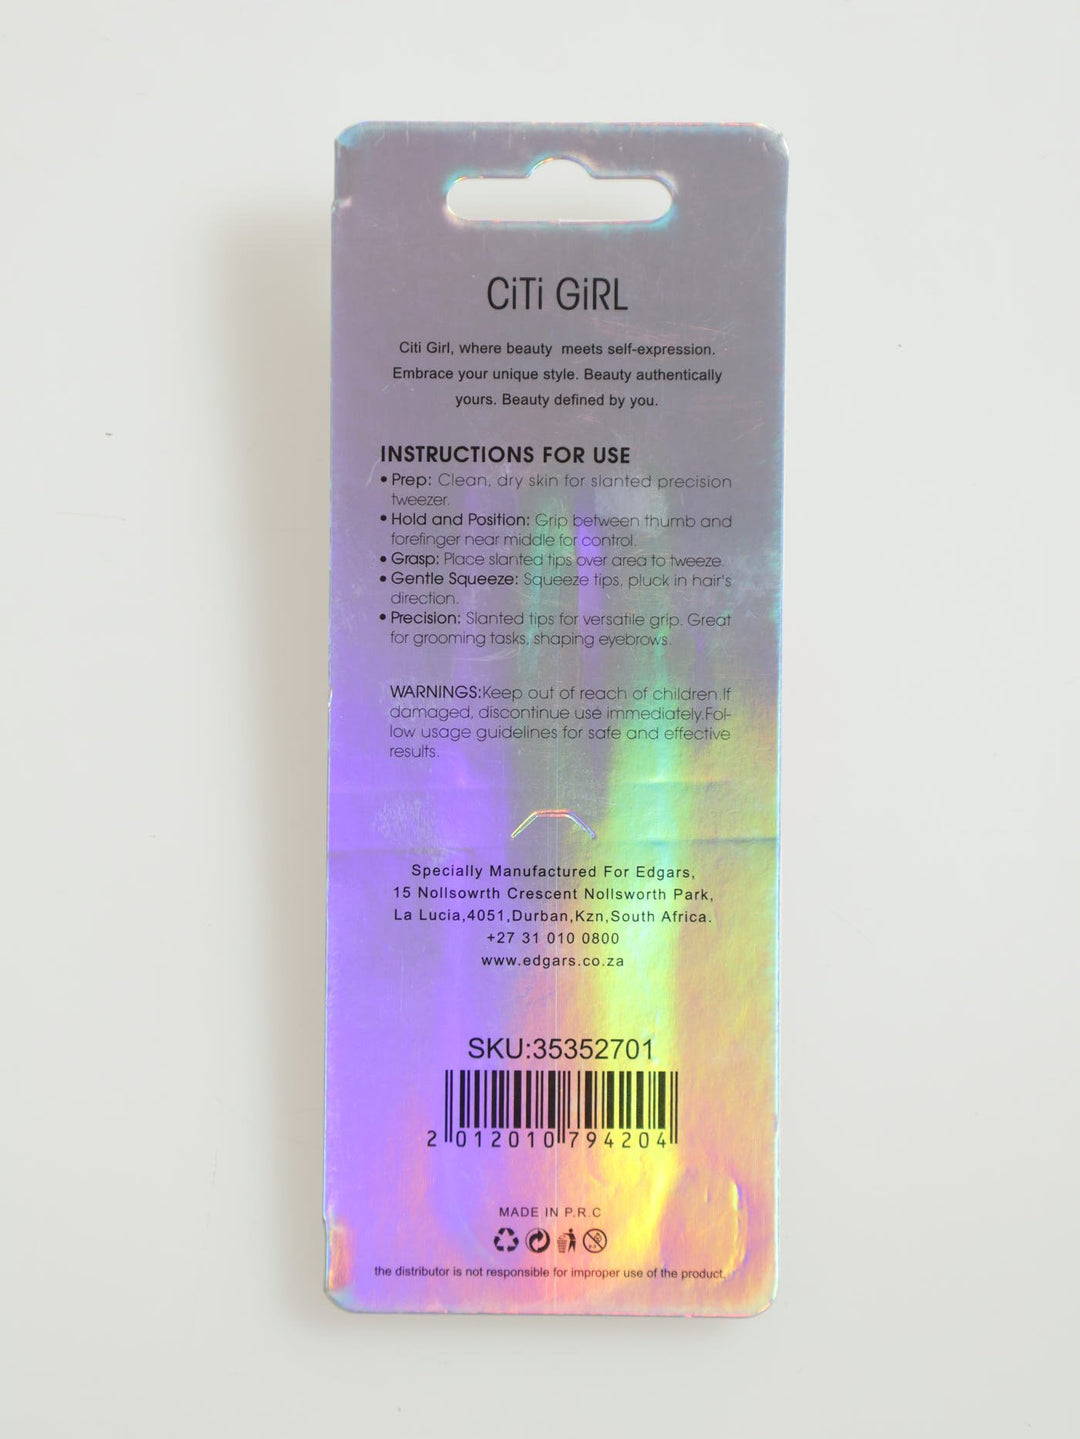 CiTi GiRL
Citi Girl, where beauty meets self-expression.
Embrace your unique style. Beauty authentically
yours. Beauty defined by you.
INSTRUCTIONS FOR USE
• Prep: Clean, dry skin for slanted precision
tweezer.
• Hold and Position: Grip between thumb and
forefinger near middle for control.
• Grasp: Place slanted tips over area to tweeze.
• Gentle Squeeze: Squeeze tips, pluck in hair's
direction.
• Precision: Slanted tips for versatile grip. Great
for grooming tasks, shaping eyebrows.
WARNINGS:Keep out of reach of children.If
damaged, discontinue use immediately.Fol-
low usage guidelines for safe and effective
results.
Specially Manufactured For Edgars,
15 Nollsowrth Crescent Nollsworth Park,
La Lucia,4051,Durban,Kzn,South Africa.
+27 31 010 0800
www.edgars.co.za
SKU:35352701
2 012010 794204
MADE IN P.R.C
the distributor is not responsible for improper use of the product.